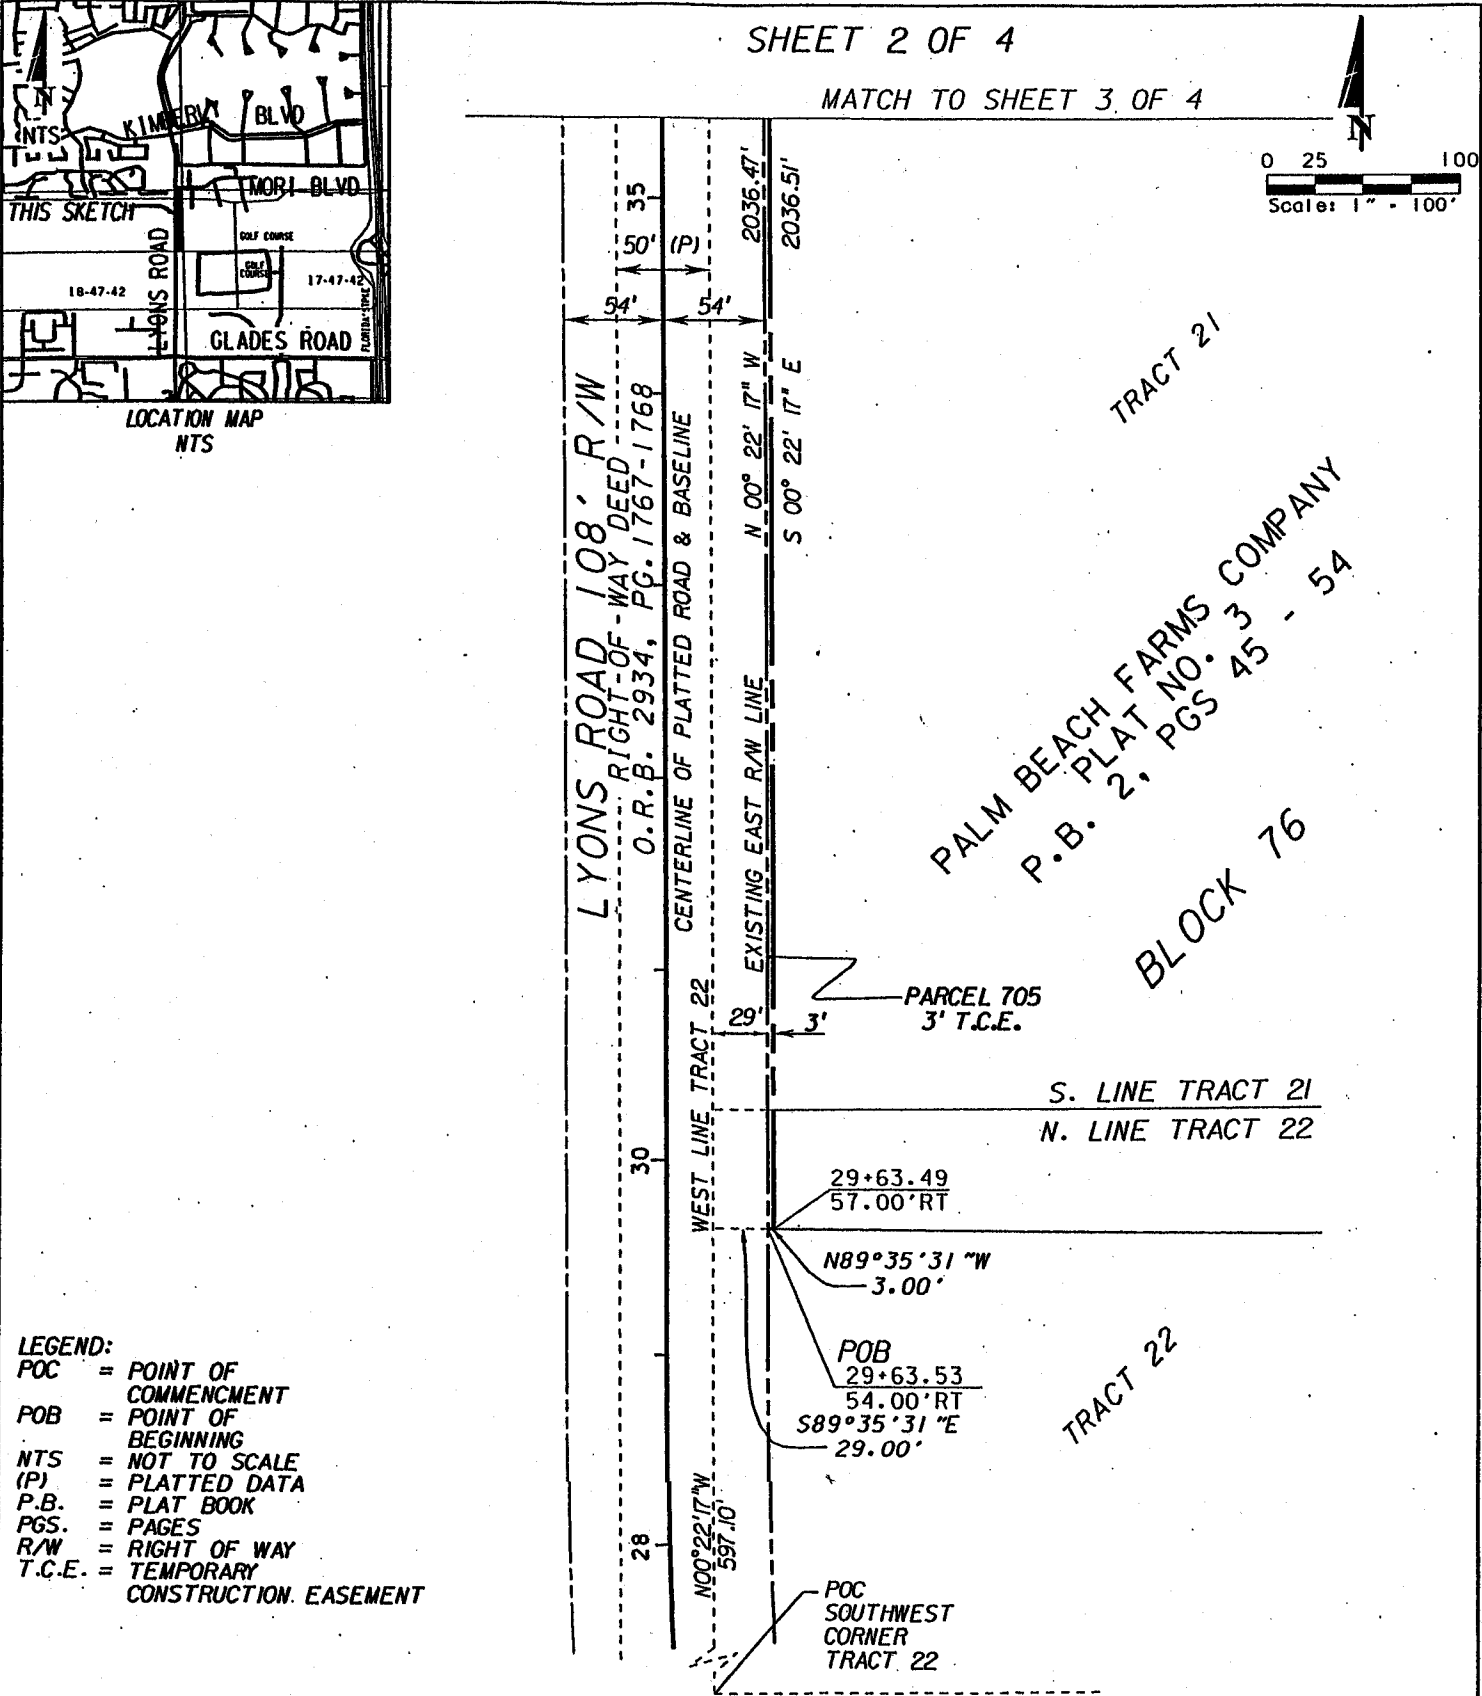 SHEET 2 OF 4
MATCH TO SHEET 3 OF 4
N
0 25 100
Scale: 1" = 100'
N
NTS
BLVD
MORI BLVD
THIS SKETCH
LYONS ROAD
GOLF COURSE
GOLF COURSE
18-47-42
17-47-42
GLADES ROAD
LOCATION MAP
NTS
35
50' (P)
54' 54'
2036.47'
2036.51'
N 00° 22' 17" W
S 00° 22' 17" E
TRACT 21
LYONS ROAD 108' R/W
RIGHT-OF-WAY DEED
O.R.B. 2934, PG. 1767-1768
CENTERLINE OF PLATTED ROAD & BASELINE
EXISTING EAST R/W LINE
PALM BEACH FARMS COMPANY
PLAT NO. 3
P.B. 2, PGS 45 - 54
BLOCK 76
PARCEL 705
3' T.C.E.
29' 3'
WEST LINE TRACT 22
S. LINE TRACT 21
N. LINE TRACT 22
30
29+63.49
57.00'RT
N89°35'31"W
3.00'
POB
29+63.53
54.00'RT
S89°35'31"E
29.00'
TRACT 22
28
N00°22'17"W
597.10'
POC
SOUTHWEST
CORNER
TRACT 22
LEGEND:
POC = POINT OF
COMMENCMENT
POB = POINT OF
BEGINNING
NTS = NOT TO SCALE
(P) = PLATTED DATA
P.B. = PLAT BOOK
PGS. = PAGES
R/W = RIGHT OF WAY
T.C.E. = TEMPORARY
CONSTRUCTION EASEMENT